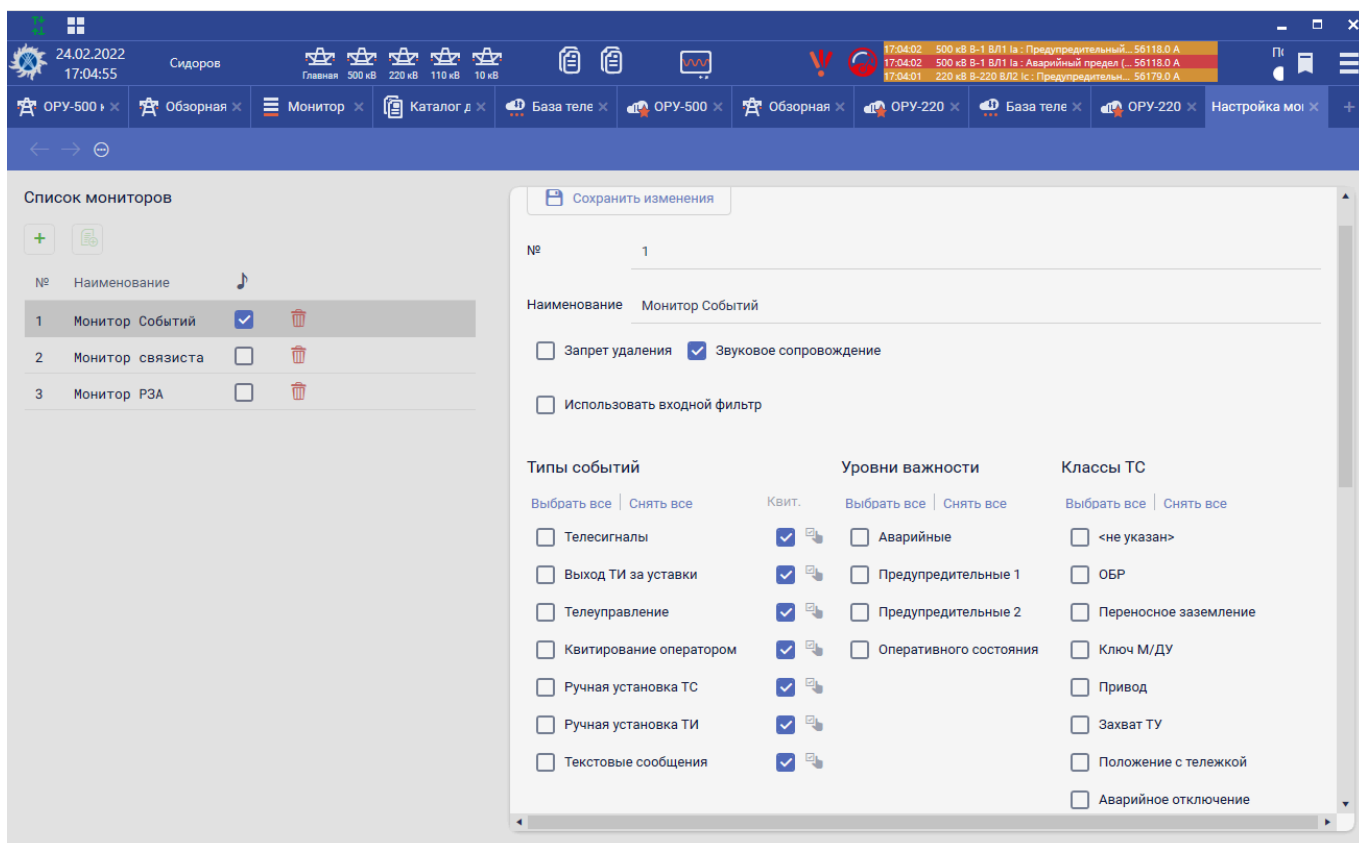 24.02.2022
17:04:55
Сидоров
Главная 500 кВ 220 кВ 110 кВ 10 кВ
17:04:02 500 кВ В-1 ВЛ1 Ia : Предупредительный... 56118.0 А
17:04:02 500 кВ В-1 ВЛ1 Ia : Аварийный предел (... 56118.0 А
17:04:01 220 кВ В-220 ВЛ2 Ic : Предупредительн... 56179.0 А
ОРУ-500 к Обзорная Монитор Каталог д База теле ОРУ-500 Обзорная ОРУ-220 База теле ОРУ-220 Настройка мон
Список мониторов
№ Наименование
1 Монитор Событий
2 Монитор связиста
3 Монитор РЗА
Сохранить изменения
№ 1
Наименование Монитор Событий
Запрет удаления Звуковое сопровождение
Использовать входной фильтр
Типы событий Уровни важности Классы ТС
Выбрать все Снять все Квит. Выбрать все Снять все Выбрать все Снять все
Телесигналы Аварийные <не указан>
Выход ТИ за уставки Предупредительные 1 ОБР
Телеуправление Предупредительные 2 Переносное заземление
Квитирование оператором Оперативного состояния Ключ М/ДУ
Ручная установка ТС Привод
Ручная установка ТИ Захват ТУ
Текстовые сообщения Положение с тележкой
Аварийное отключение